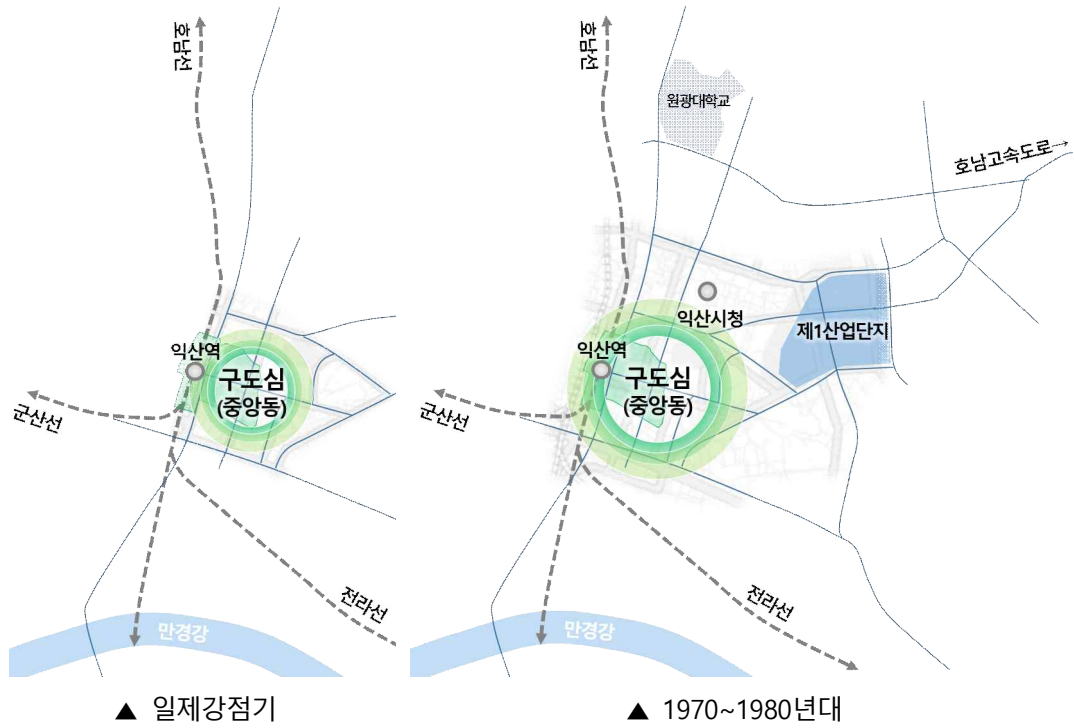 호남선
익산역
구도심
(중앙동)
군산선
전라선
만경강
▲ 일제강점기
호남선
원광대학교
호남고속도로
익산시청
제1산업단지
익산역
구도심
(중앙동)
군산선
전라선
만경강
▲ 1970~1980년대